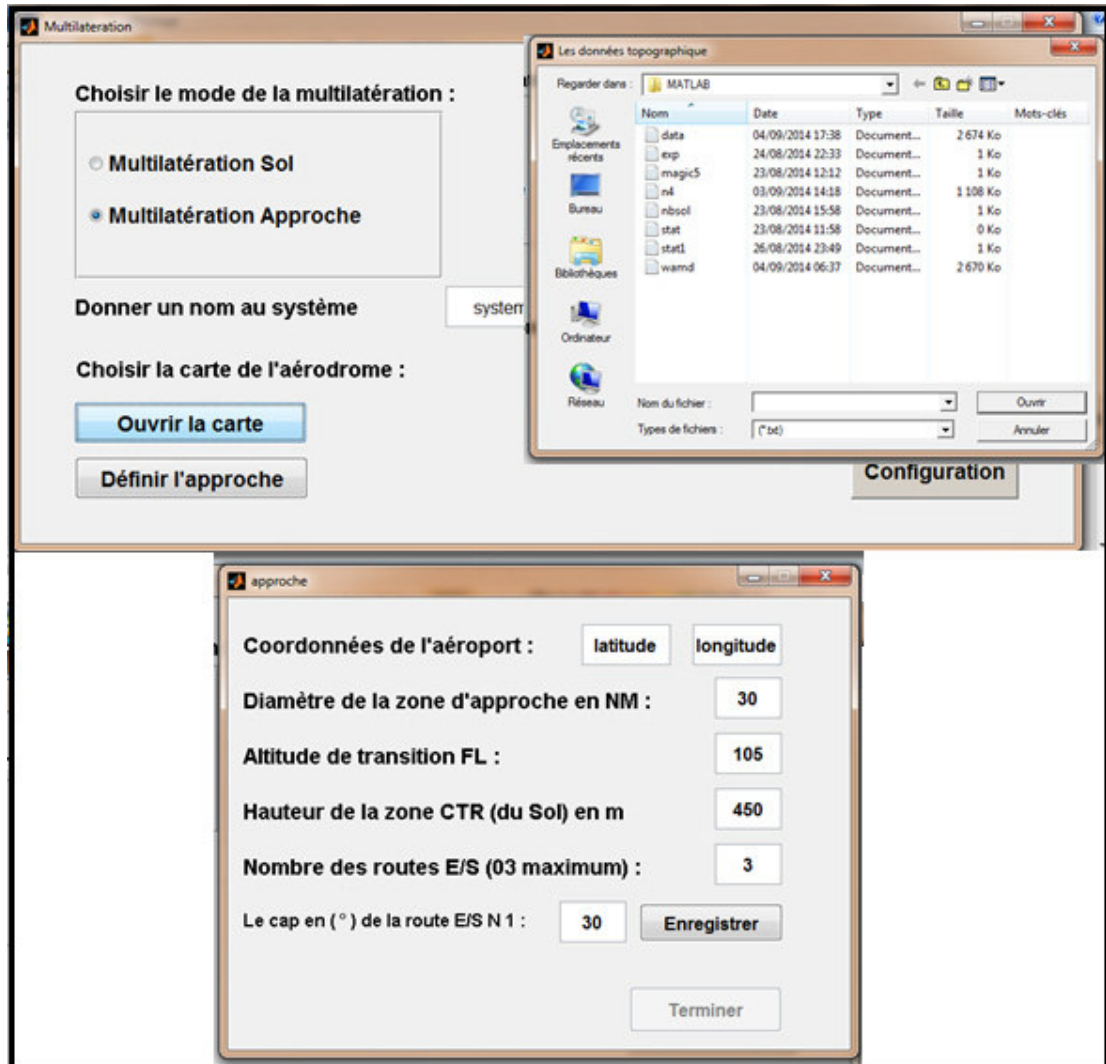 Multilateration
Choisir le mode de la multilatération :
Multilatération Sol
Multilatération Approche
Donner un nom au système
system
Choisir la carte de l'aérodrome :
Ouvrir la carte
Définir l'approche
Configuration
Les données topographique
Regarder dans : MATLAB
Emplacements récents
Bureau
Bibliothèques
Ordinateur
Réseau
Nom Date Type Taille Mots-clés
data 04/09/2014 17:38 Document... 2 674 Ko
exp 24/08/2014 22:33 Document... 1 Ko
magic5 23/08/2014 12:12 Document... 1 Ko
n4 03/09/2014 14:18 Document... 1 108 Ko
nbsol 23/08/2014 15:58 Document... 1 Ko
stat 23/08/2014 11:58 Document... 0 Ko
stat1 26/08/2014 23:49 Document... 1 Ko
wamd 04/09/2014 06:37 Document... 2 670 Ko
Nom du fichier : Ouvrir
Types de fichiers : (*.txt) Annuler
approche
Coordonnées de l'aéroport : latitude longitude
Diamètre de la zone d'approche en NM : 30
Altitude de transition FL : 105
Hauteur de la zone CTR (du Sol) en m 450
Nombre des routes E/S (03 maximum) : 3
Le cap en ( ° ) de la route E/S N 1 : 30 Enregistrer
Terminer